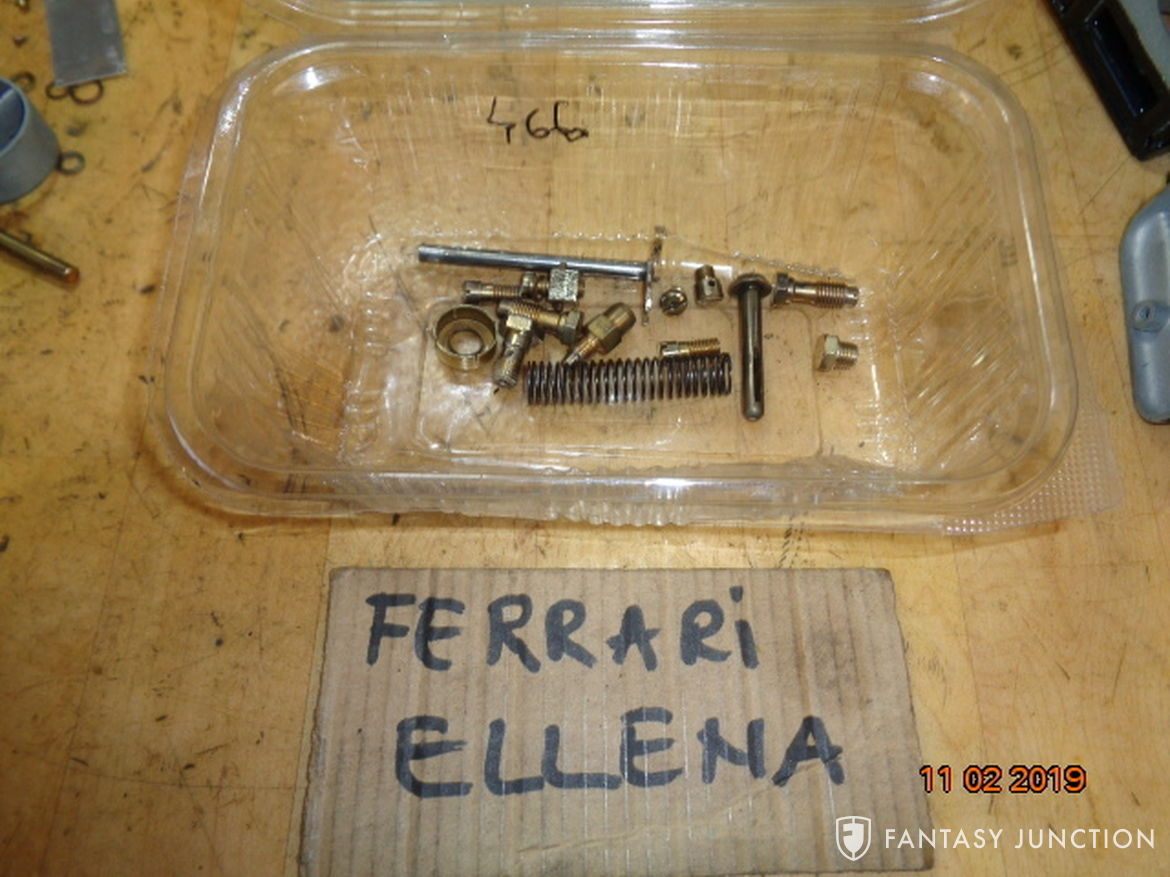 466
FERRARi
ELLENA
11 02 2019
FANTASY JUNCTION